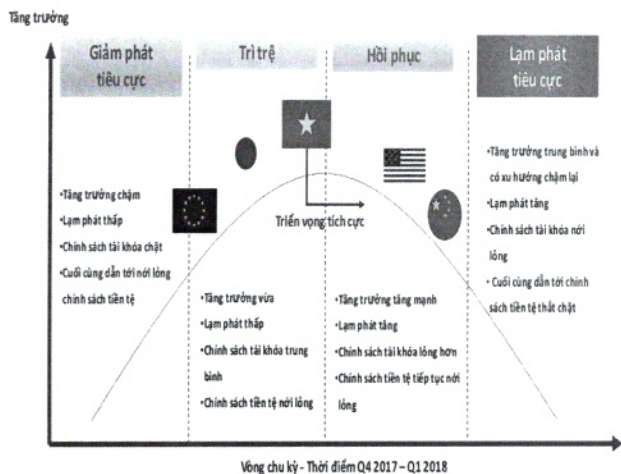 Tăng trưởng
Giảm phát
tiêu cực
Trì trệ
Hồi phục
Lạm phát
tiêu cực
•Tăng trưởng chậm
•Lạm phát thấp
•Chính sách tài khóa chặt
•Cuối cùng dẫn tới nới lỏng
chính sách tiền tệ
Triển vọng tích cực
•Tăng trưởng vừa
•Lạm phát thấp
•Chính sách tài khóa trung
bình
•Chính sách tiền tệ nới lỏng
•Tăng trưởng tăng mạnh
•Lạm phát tăng
•Chính sách tài khóa lỏng hơn
•Chính sách tiền tệ tiếp tục nới
lỏng
•Tăng trưởng trung bình và
có xu hướng chậm lại
•Lạm phát tăng
•Chính sách tài khóa nới
lỏng
• Cuối cùng dẫn tới chính
sách tiền tệ thắt chặt
Vòng chu kỳ - Thời điểm Q4 2017 – Q1 2018